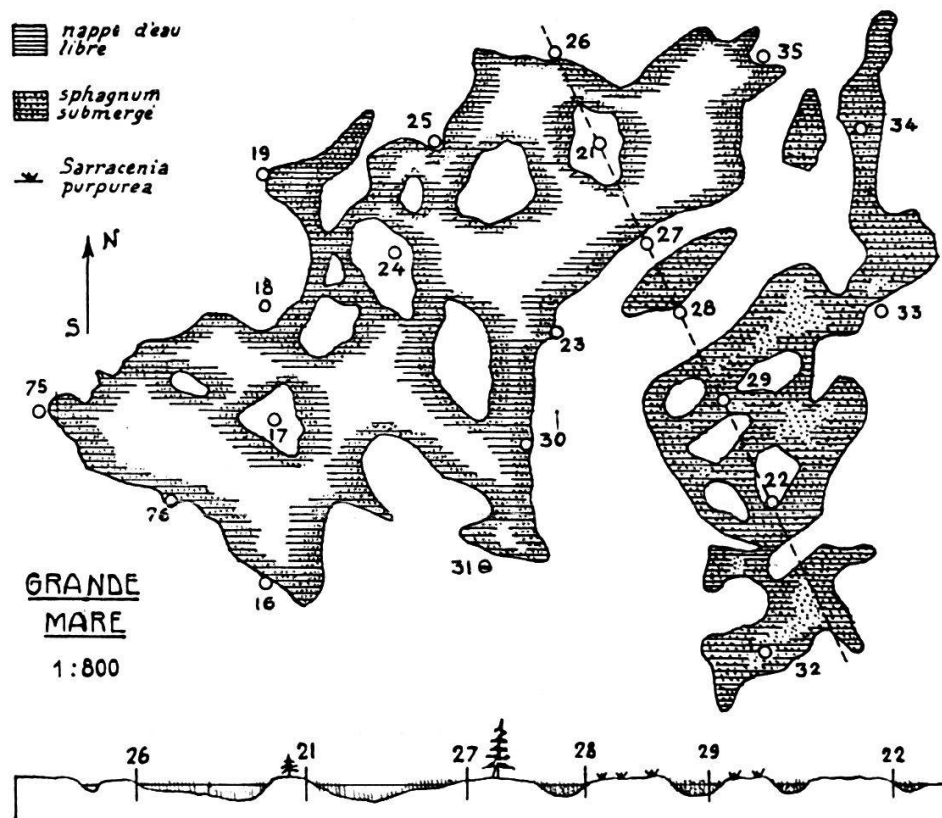 nappe d'eau
libre
sphagnum
submergé
Sarracenia
purpurea
N
S
26
35
25
21
34
19
24
27
18
28
33
23
75
29
17
30
22
76
31
16
32
GRANDE
MARE
1:800
26 21 27 28 29 22